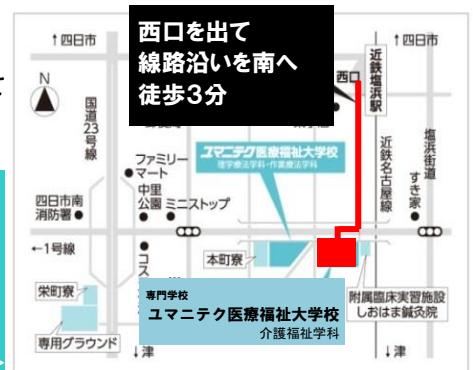 西口を出て
線路沿いを南へ
徒歩3分
て
↑四日市
↑四日市
N
西口
近鉄塩浜駅
国道23号線
ファミリー
マート
ユマニテク医療福祉大学校
理学療法学科・作業療法学科
近鉄名古屋線
塩浜街道
すき家
四日市南
消防署
中里
公園
ミニストップ
←1号線
コス
本町寮
栄町寮
専門学校
ユマニテク医療福祉大学校
介護福祉学科
附属臨床実習施設
しおはま鍼灸院
専用グラウンド
↓津
↓津